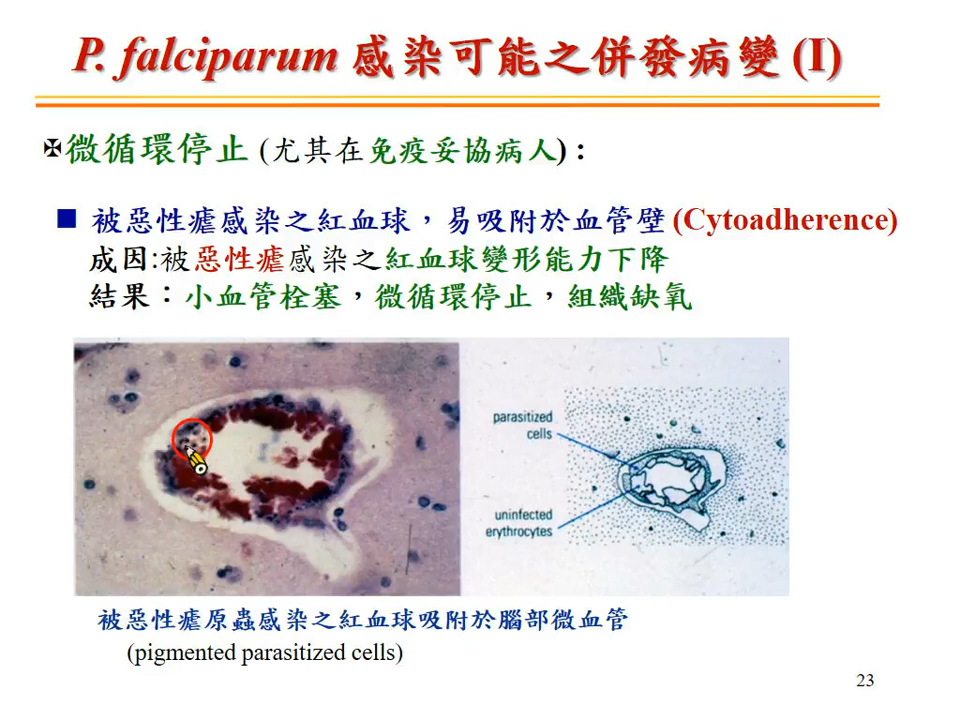 P. falciparum 感染可能之併發病變 (I)
微循環停止 (尤其在免疫妥協病人) :
被惡性瘧感染之紅血球，易吸附於血管壁 (Cytoadherence)
成因:被惡性瘧感染之紅血球變形能力下降
結果：小血管栓塞，微循環停止，組織缺氧
parasitized
cells
uninfected
erythrocytes
被惡性瘧原蟲感染之紅血球吸附於腦部微血管
(pigmented parasitized cells)
23